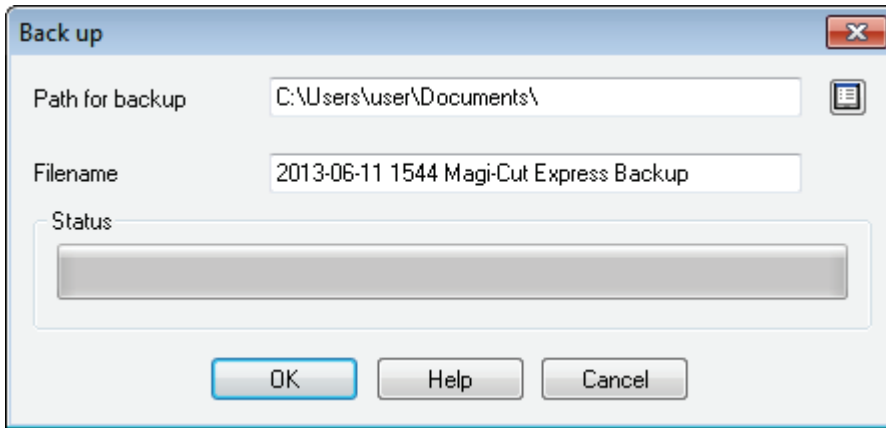 Back up
Path for backup C:\Users\user\Documents\
Filename 2013-06-11 1544 Magi-Cut Express Backup
Status
OK Help Cancel